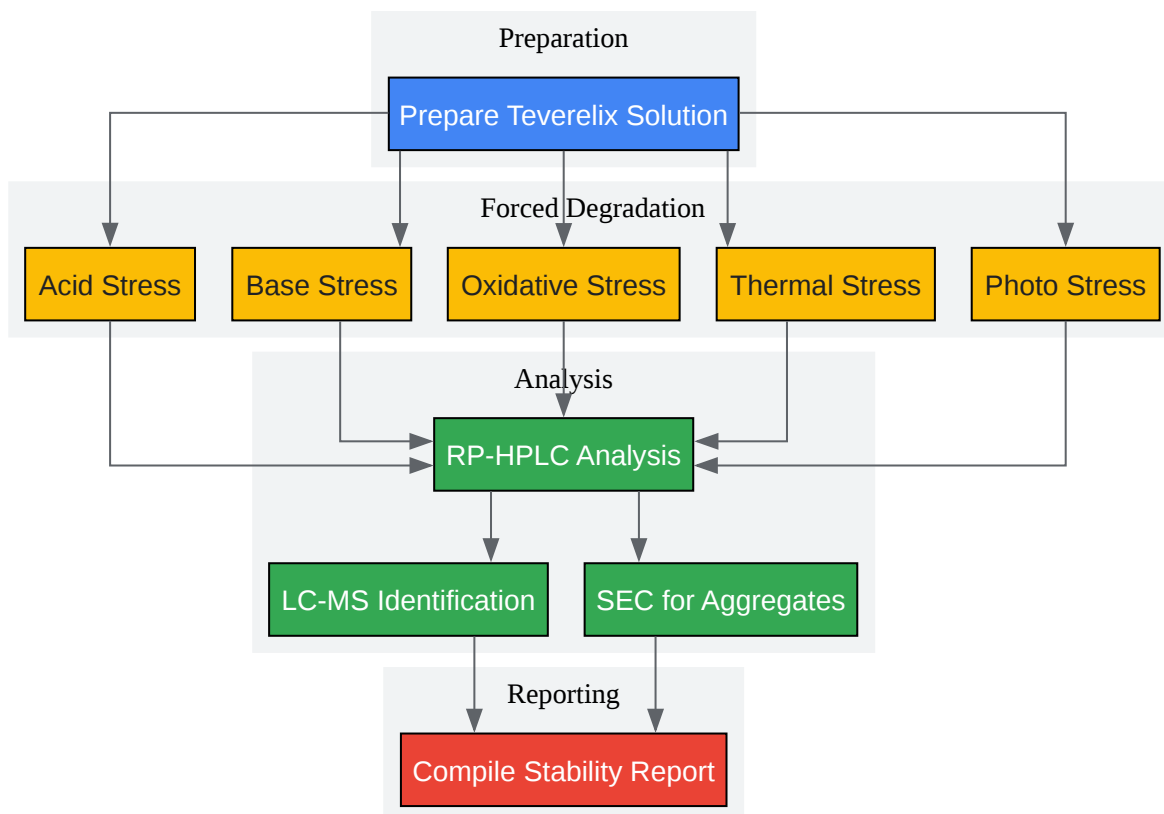 Preparation
Prepare Teverelix Solution
Forced Degradation
Acid Stress
Base Stress
Oxidative Stress
Thermal Stress
Photo Stress
Analysis
RP-HPLC Analysis
LC-MS Identification
SEC for Aggregates
Reporting
Compile Stability Report